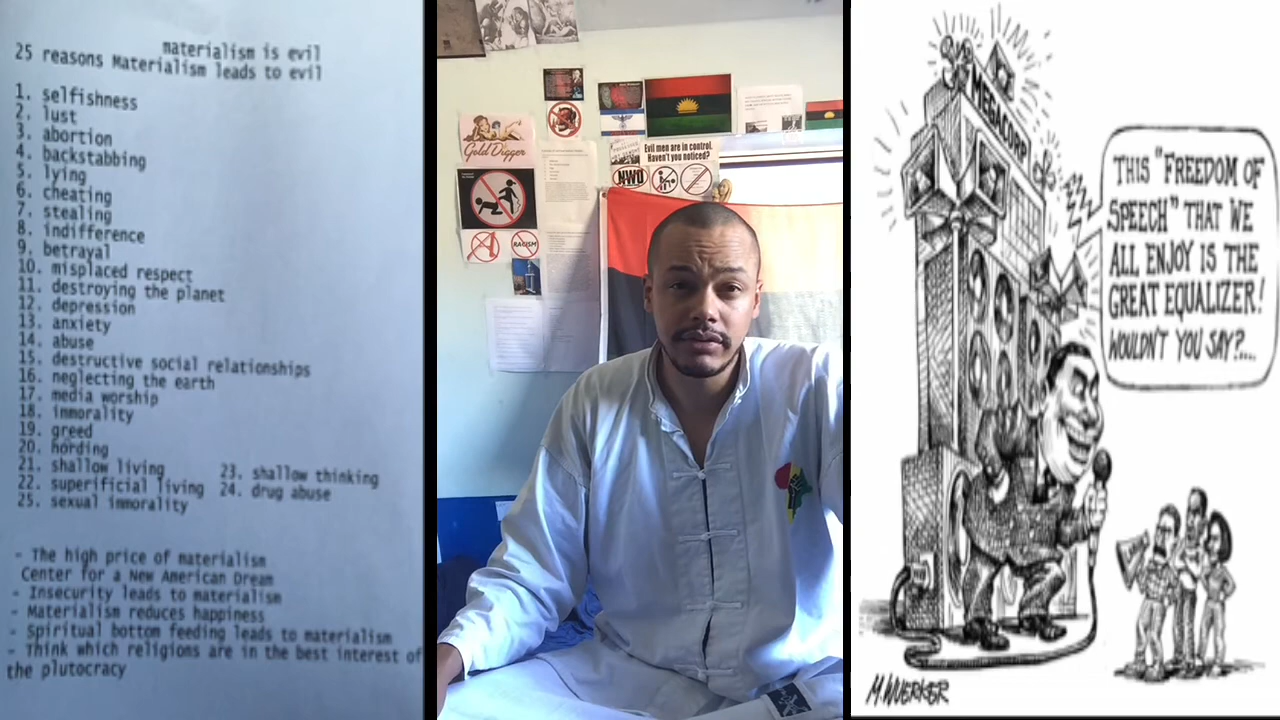 materialism is evil
25 reasons Materialism leads to evil
1. selfishness
2. lust
3. abortion
4. backstabbing
5. lying
6. cheating
7. stealing
8. indifference
9. betrayal
10. misplaced respect
11. destroying the planet
12. depression
13. anxiety
14. abuse
15. destructive social relationships
16. neglecting the earth
17. media worship
18. immorality
19. greed
20. hording
21. shallow living
22. superificial living
23. shallow thinking
24. drug abuse
25. sexual immorality
- The high price of materialism
Center for a New American Dream
- Insecurity leads to materialism
- Materialism reduces happiness
- Spiritual bottom feeding leads to materialism
- Think which religions are in the best interest of
the plutocracy
Gold Digger
Evil men are in control.
Haven't you noticed?
NWO
RACISM
MEGACORP
THIS "FREEDOM OF
SPEECH" THAT WE
ALL ENJOY IS THE
GREAT EQUALIZER!
WOULDN'T YOU SAY?...
M.WUERKER